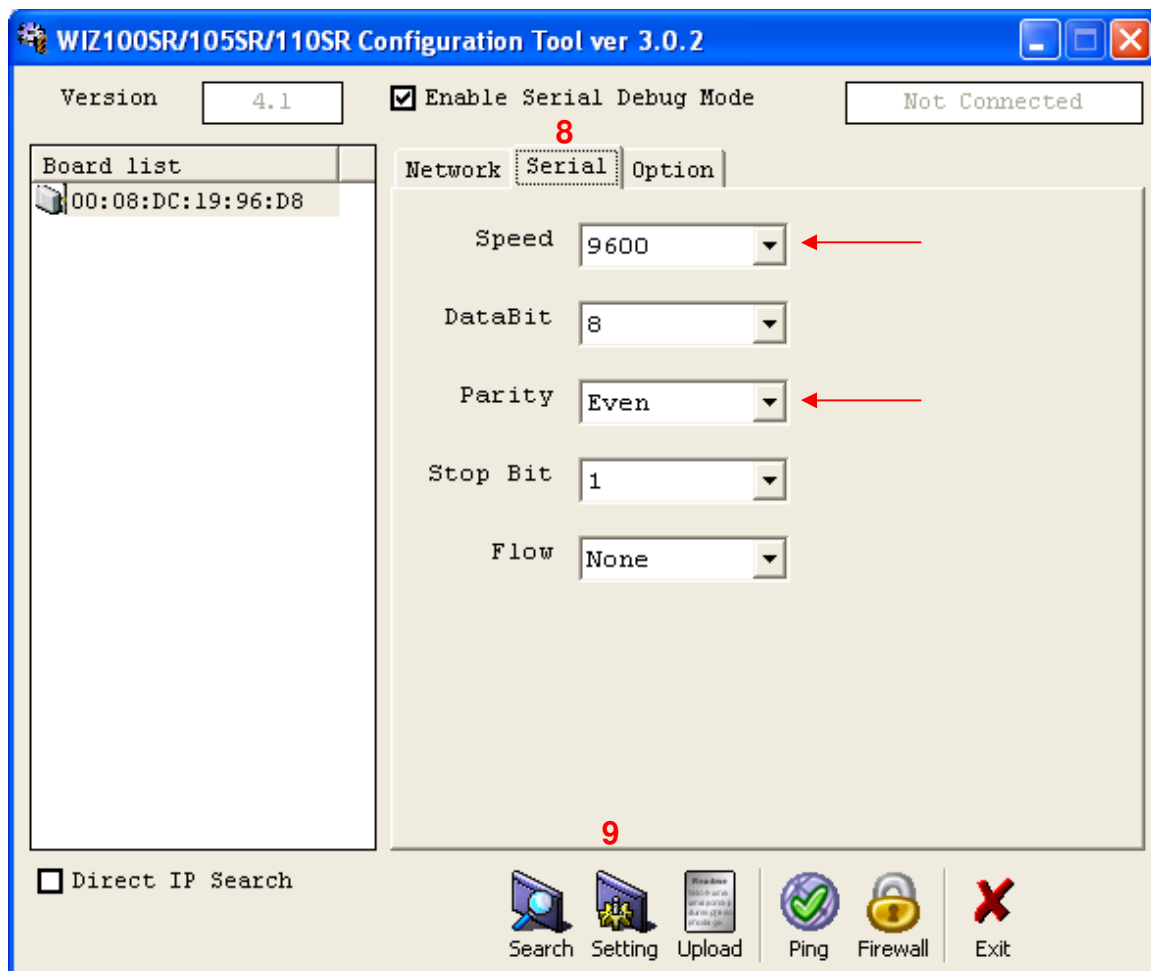 WIZ100SR/105SR/110SR Configuration Tool ver 3.0.2
Version 4.1 Enable Serial Debug Mode Not Connected
8
Board list
00:08:DC:19:96:D8
Network Serial Option
Speed 9600
DataBit 8
Parity Even
Stop Bit 1
Flow None
9
Direct IP Search
Readme
Search Setting Upload Ping Firewall Exit